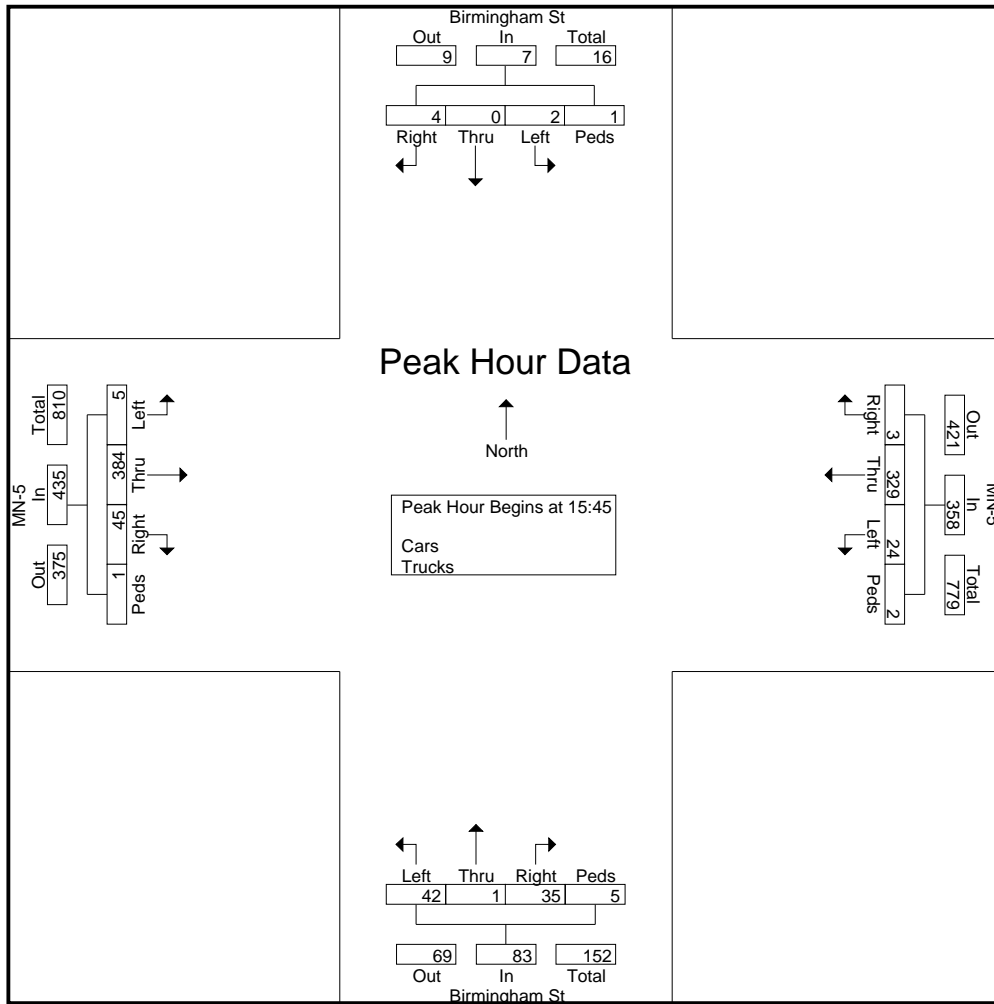 Birmingham St
Out In Total
9 7 16
4 0 2 1
Right Thru Left Peds
Peak Hour Data
North
Peak Hour Begins at 15:45
Cars
Trucks
MN-5
Out In Total
375 435 810
Left Thru Right Peds
5 384 45 1
MN-5
Out In Total
421 358 779
Right Thru Left Peds
3 329 24 2
Left Thru Right Peds
42 1 35 5
69 83 152
Out In Total
Birmingham St